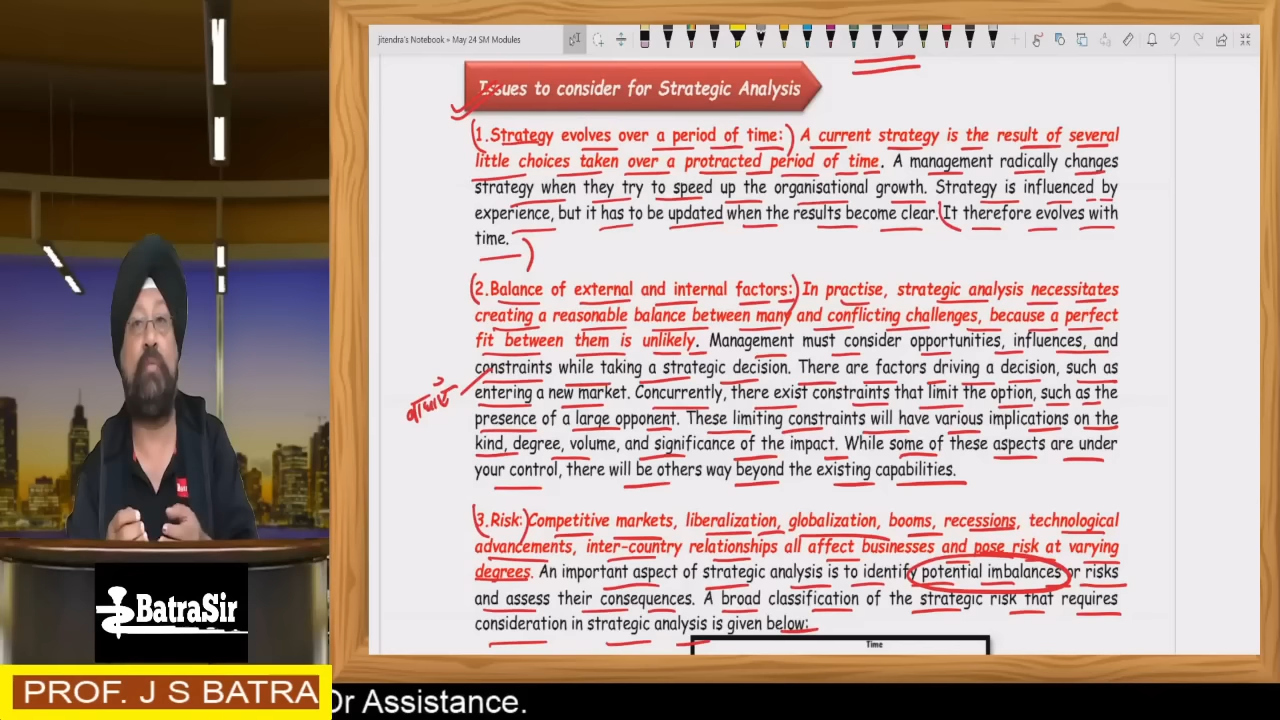 jitendra's Notebook » May 24 SM Modules
Issues to consider for Strategic Analysis
1.Strategy evolves over a period of time: A current strategy is the result of several
little choices taken over a protracted period of time. A management radically changes
strategy when they try to speed up the organisational growth. Strategy is influenced by
experience, but it has to be updated when the results become clear. It therefore evolves with
time.
2.Balance of external and internal factors: In practise, strategic analysis necessitates
creating a reasonable balance between many and conflicting challenges, because a perfect
fit between them is unlikely. Management must consider opportunities, influences, and
constraints while taking a strategic decision. There are factors driving a decision, such as
entering a new market. Concurrently, there exist constraints that limit the option, such as the
presence of a large opponent. These limiting constraints will have various implications on the
kind, degree, volume, and significance of the impact. While some of these aspects are under
your control, there will be others way beyond the existing capabilities.
3.Risk: Competitive markets, liberalization, globalization, booms, recessions, technological
advancements, inter-country relationships all affect businesses and pose risk at varying
degrees. An important aspect of strategic analysis is to identify potential imbalances or risks
and assess their consequences. A broad classification of the strategic risk that requires
consideration in strategic analysis is given below:
Time
BatraSir
PROF. J S BATRA
Or Assistance.